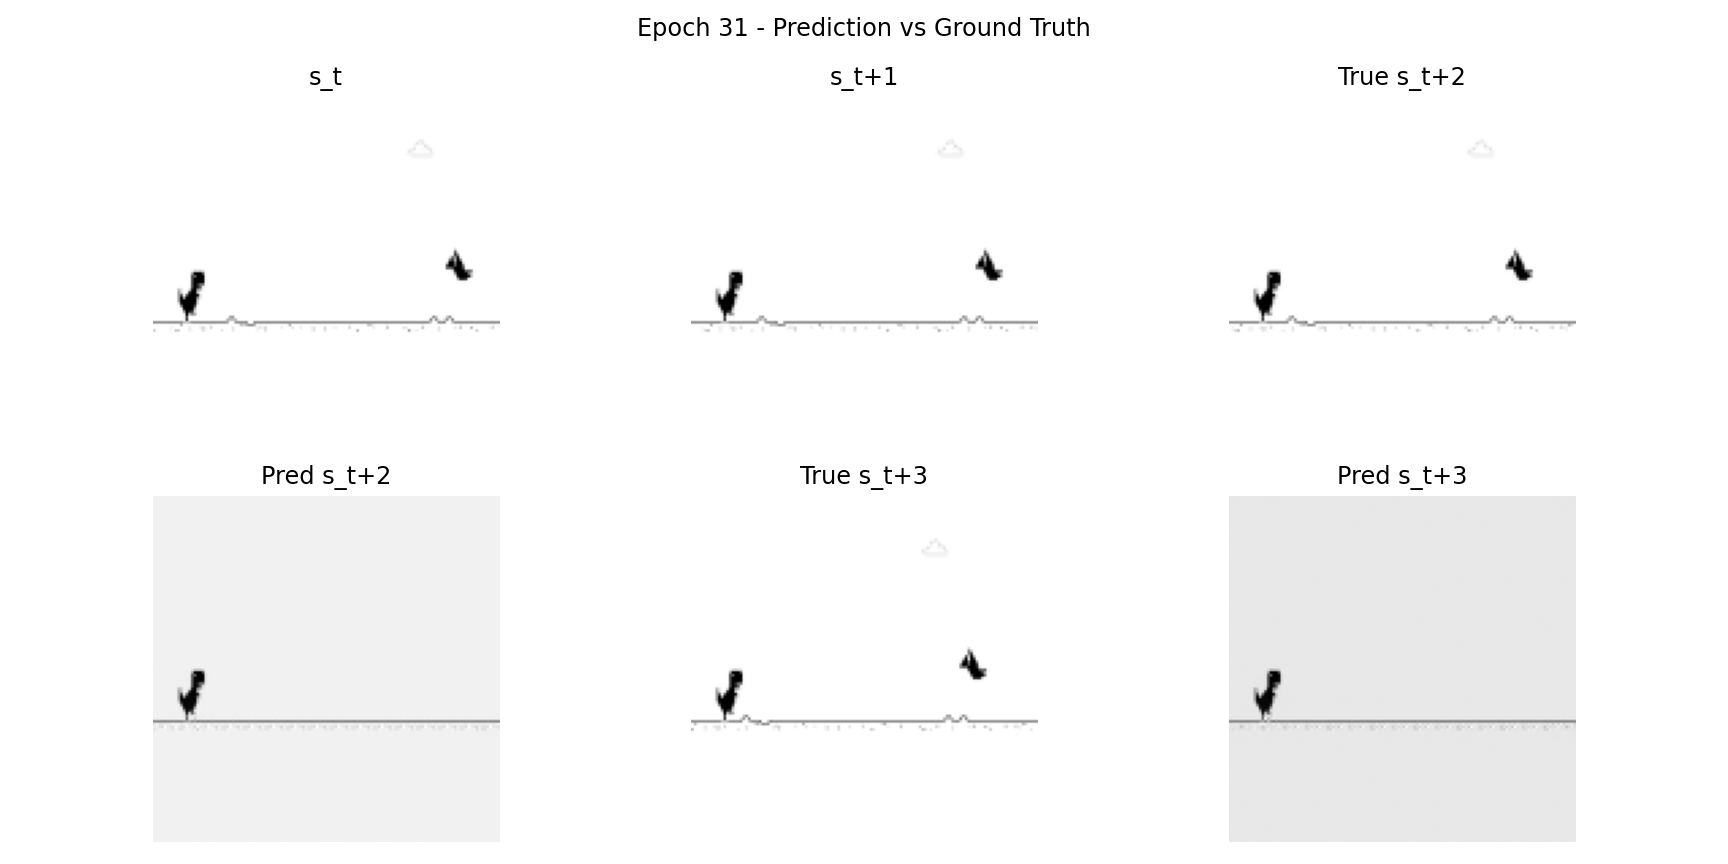 Epoch 31 - Prediction vs Ground Truth
s_t
s_t+1
True s_t+2
Pred s_t+2
True s_t+3
Pred s_t+3